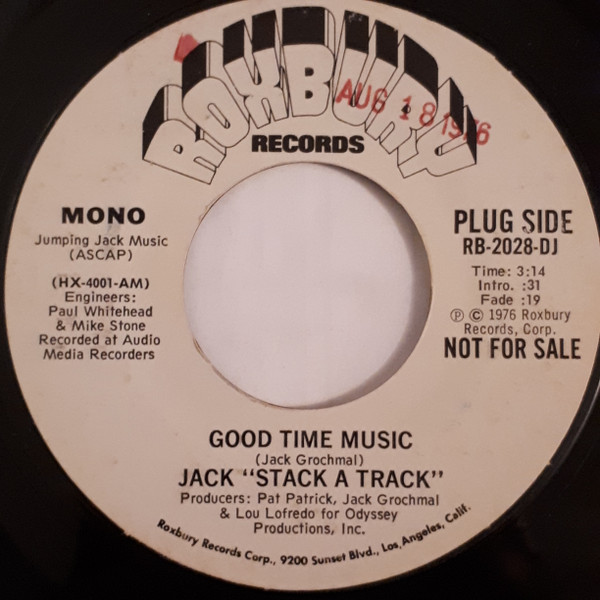 ROXBURY
AUG 18 1976
RECORDS
MONO
Jumping Jack Music
(ASCAP)
(HX-4001-AM)
Engineers:
Paul Whitehead
& Mike Stone
Recorded at Audio
Media Recorders
PLUG SIDE
RB-2028-DJ
Time: 3:14
Intro. :31
Fade :19
Ⓟ © 1976 Roxbury
Records, Corp.
NOT FOR SALE
GOOD TIME MUSIC
(Jack Grochmal)
JACK "STACK A TRACK"
Producers: Pat Patrick, Jack Grochmal
& Lou Lofredo for Odyssey
Productions, Inc.
Roxbury Records Corp., 9200 Sunset Blvd., Los Angeles, Calif.